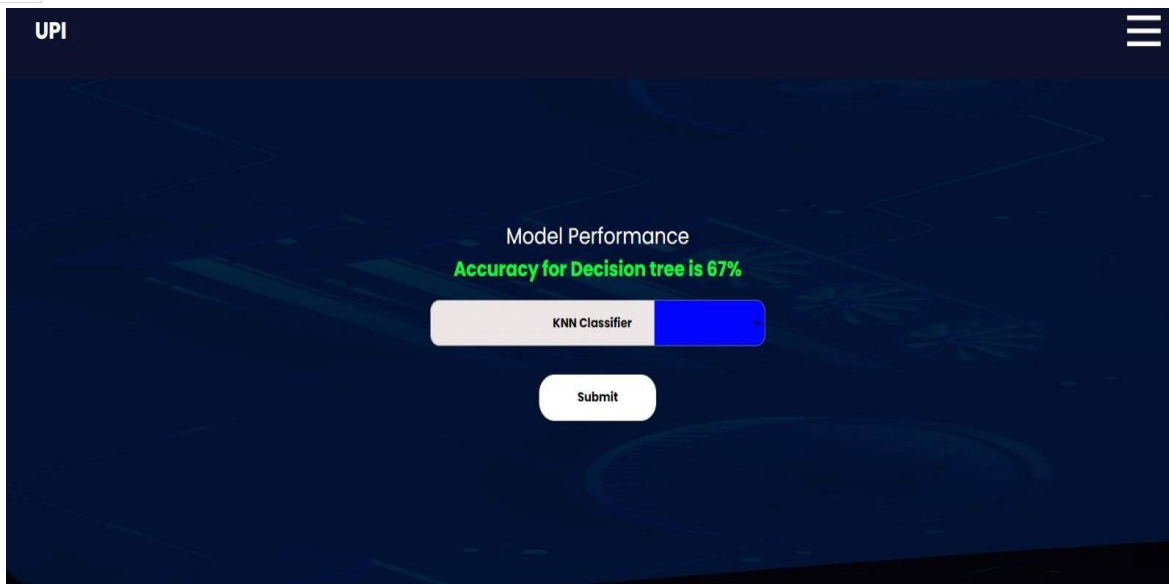 UPI
Model Performance
Accuracy for Decision tree is 67%
KNN Classifier
Submit